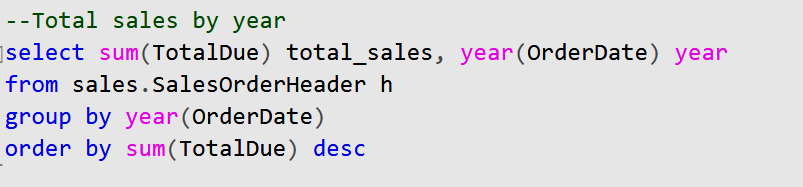 --Total sales by year
select sum(TotalDue) total_sales, year(OrderDate) year
from sales.SalesOrderHeader h
group by year(OrderDate)
order by sum(TotalDue) desc